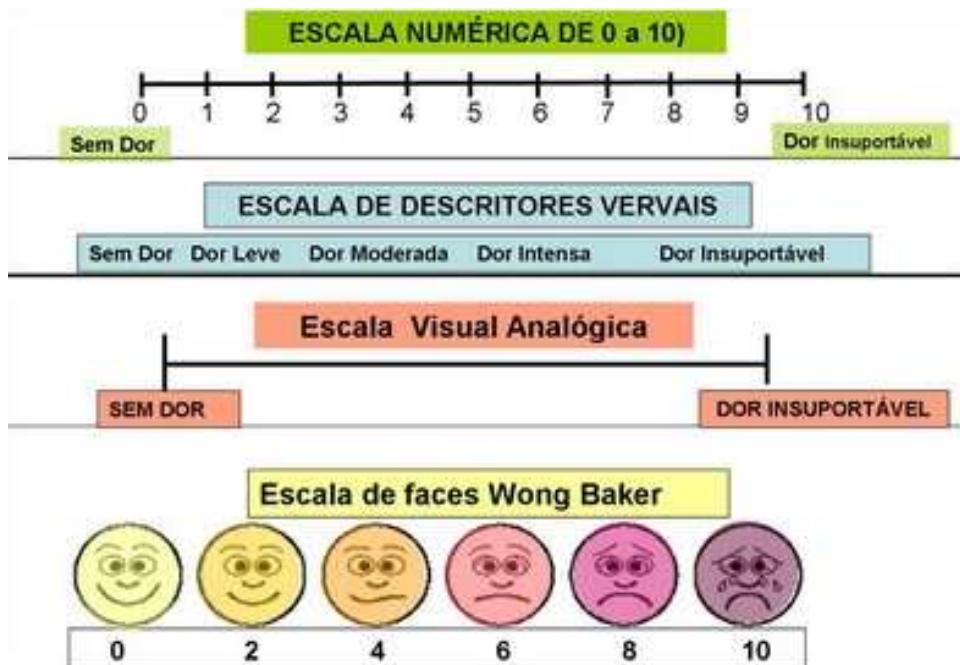 ESCALA NUMÉRICA DE 0 a 10)
0 1 2 3 4 5 6 7 8 9 10
Sem Dor Dor Insuportável
ESCALA DE DESCRITORES VERVAIS
Sem Dor Dor Leve Dor Moderada Dor Intensa Dor Insuportável
Escala Visual Analógica
SEM DOR DOR INSUPORTÁVEL
Escala de faces Wong Baker
0 2 4 6 8 10